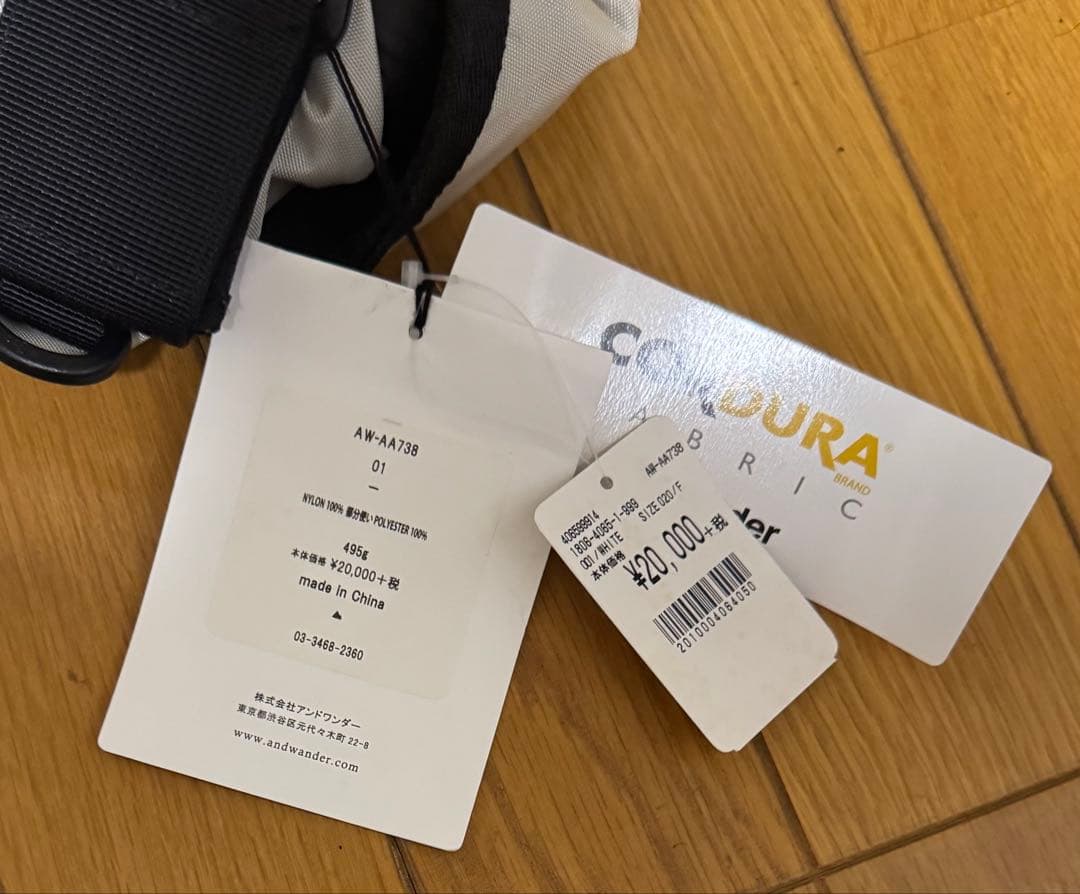 AW-AA738
01
—
NYLON 100% 部分使い POLYESTER 100%
495g
本体価格 ¥20,000+税
made in China
▲
03-3468-2360
株式会社アンドワンダー
東京都渋谷区元代々木町 22-8
www.andwander.com
CORDURA®
BRAND
ABRIC
der
AW-AA738
406599914
1806-4065-1-999
001/WHITE SIZE.020/F
本体価格 ¥20,000+税
2010004064050